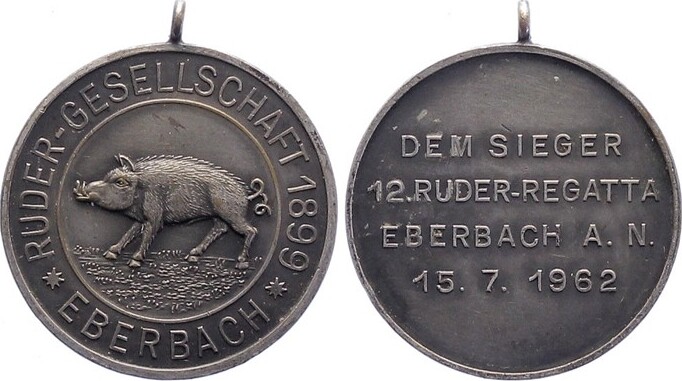 RUDER-GESELLSCHAFT 1899
* EBERBACH *
DEM SIEGER
12.RUDER-REGATTA
EBERBACH A. N.
15. 7. 1962